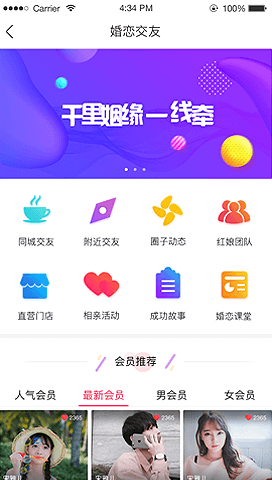 Carrier 4:34 PM 100%
婚恋交友
千里姻缘一线牵
同城交友 附近交友 圈子动态 红娘团队
直营门店 相亲活动 成功故事 婚恋课堂
会员推荐
人气会员 最新会员 男会员 女会员
2365 2365 2365